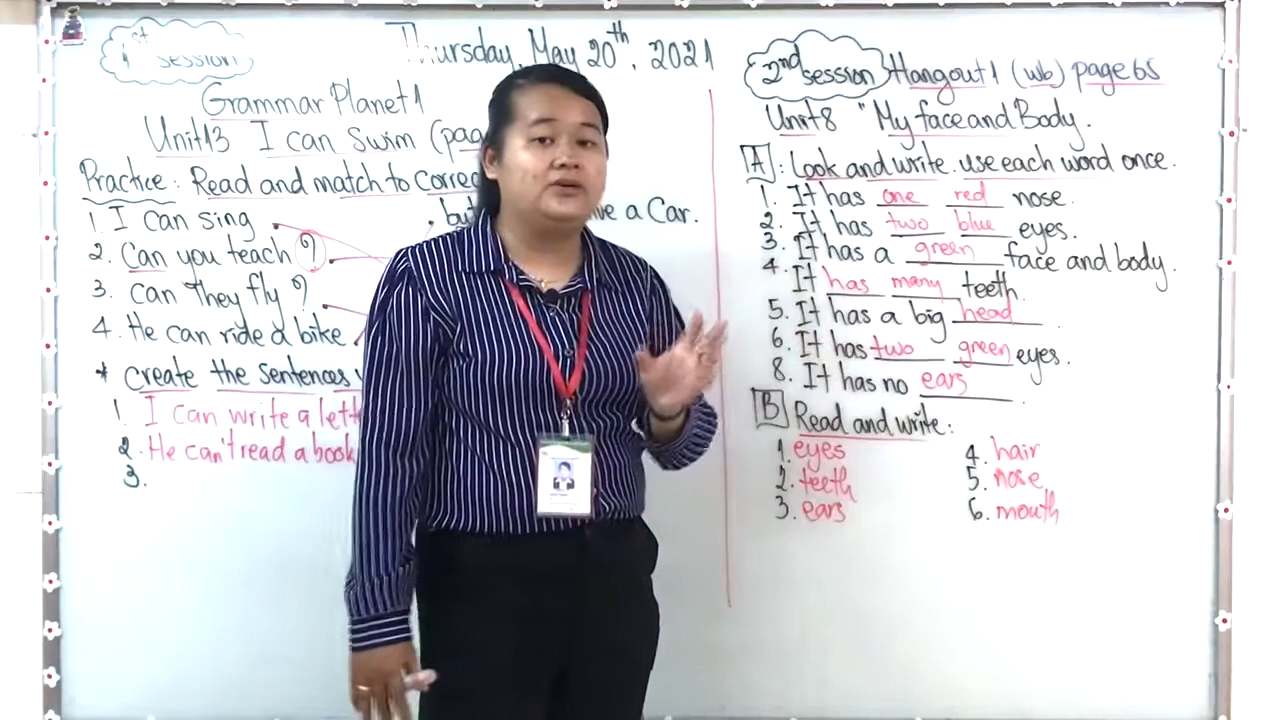 1st session
Thursday, May 20th, 2021
Grammar Planet 1
Unit 13 I can Swim
Practice: Read and match to
1. I can sing
2. Can you teach ?
3. can they fly ?
4. He can ride a bike
a Car.
* create the sentences
1. I can write a
2. He can't read a book
3.
2nd session Hangout 1 (wb) page 65
Unit 8 "My face and Body.
A : Look and write. use each word once.
1. It has one red nose.
2. It has two blue eyes.
3. It has a green face and body.
4. It has many teeth.
5. It has a big head.
6. It has two green eyes.
8. It has no ears.
B Read and write:
1. eyes
2. teeth
3. ears
4. hair
5. nose
6. mouth